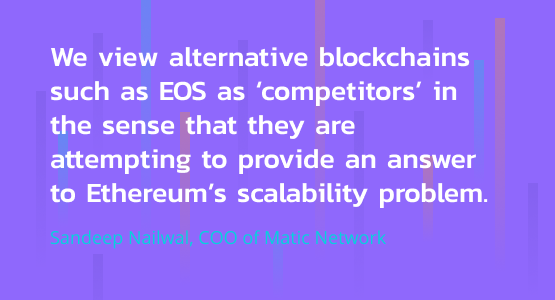 We view alternative blockchains
such as EOS as ‘competitors’ in
the sense that they are
attempting to provide an answer
to Ethereum’s scalability problem.
Sandeep Nailwal, COO of Matic Network